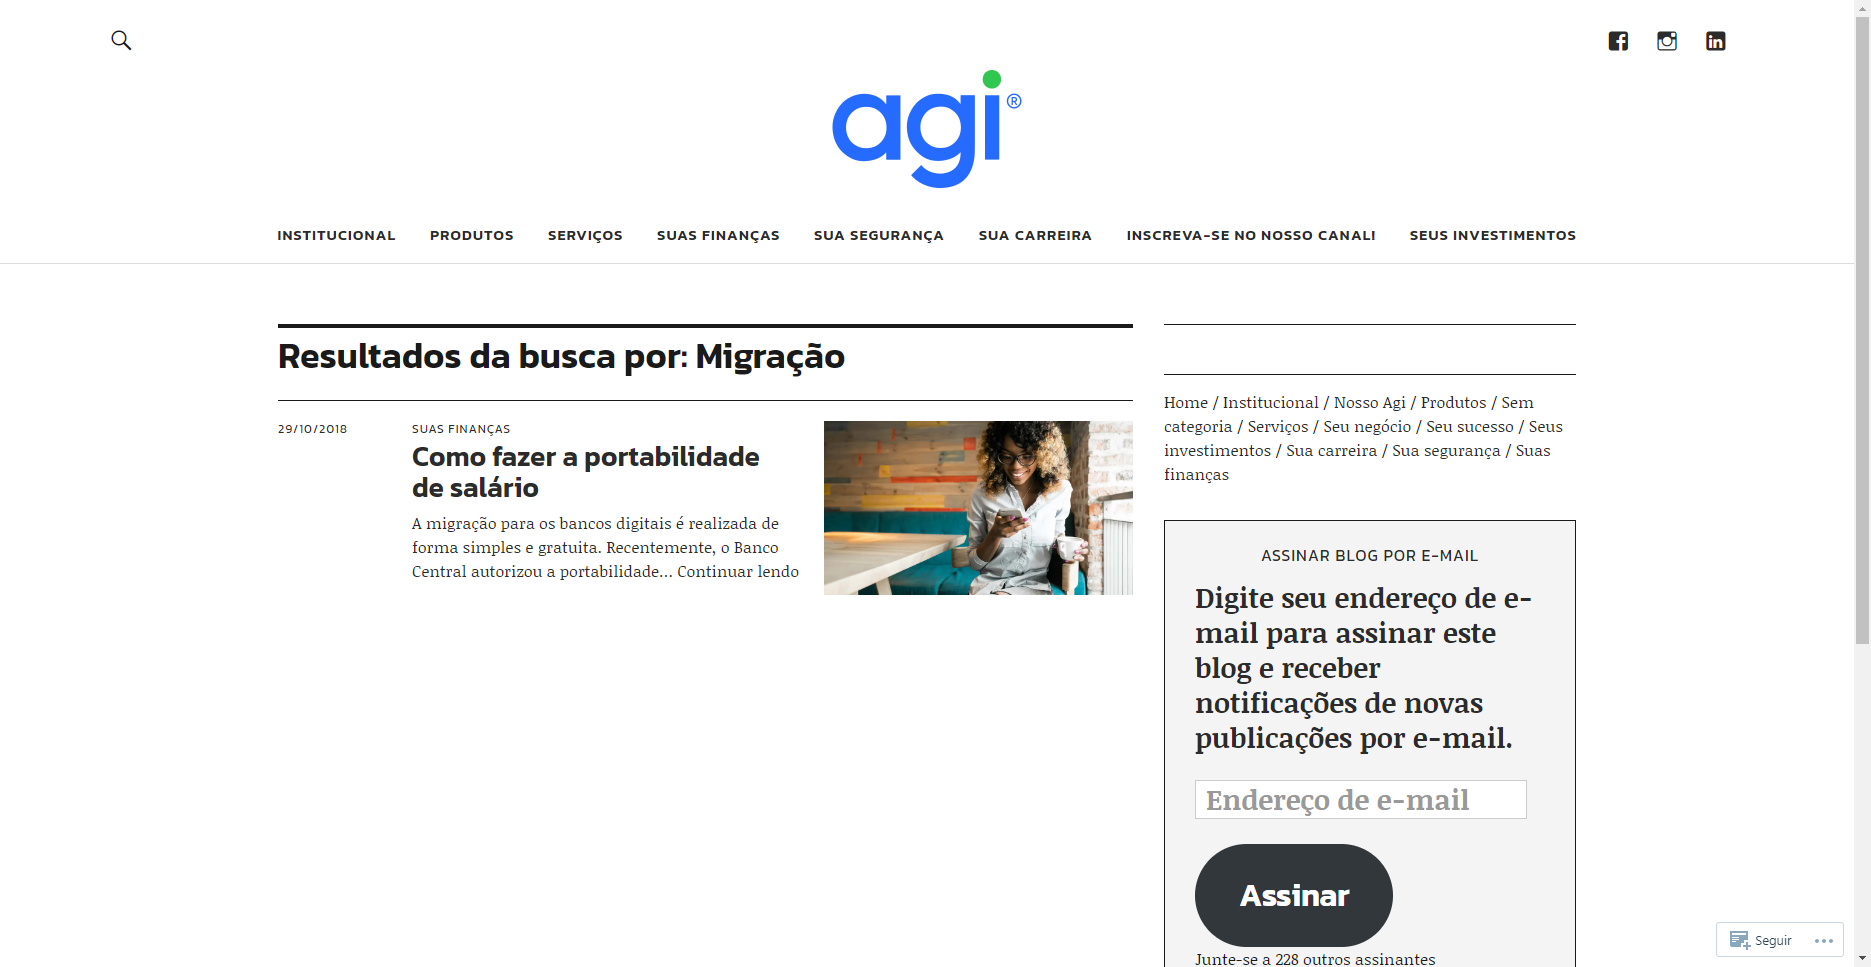 agi®
INSTITUCIONAL PRODUTOS SERVIÇOS SUAS FINANÇAS SUA SEGURANÇA SUA CARREIRA INSCREVA-SE NO NOSSO CANAL! SEUS INVESTIMENTOS
Resultados da busca por: Migração
29/10/2018
SUAS FINANÇAS
Como fazer a portabilidade
de salário
A migração para os bancos digitais é realizada de
forma simples e gratuita. Recentemente, o Banco
Central autorizou a portabilidade… Continuar lendo
Home / Institucional / Nosso Agi / Produtos / Sem
categoria / Serviços / Seu negócio / Seu sucesso / Seus
investimentos / Sua carreira / Sua segurança / Suas
finanças
ASSINAR BLOG POR E-MAIL
Digite seu endereço de e-
mail para assinar este
blog e receber
notificações de novas
publicações por e-mail.
Endereço de e-mail
Assinar
Junte-se a 228 outros assinantes
Seguir